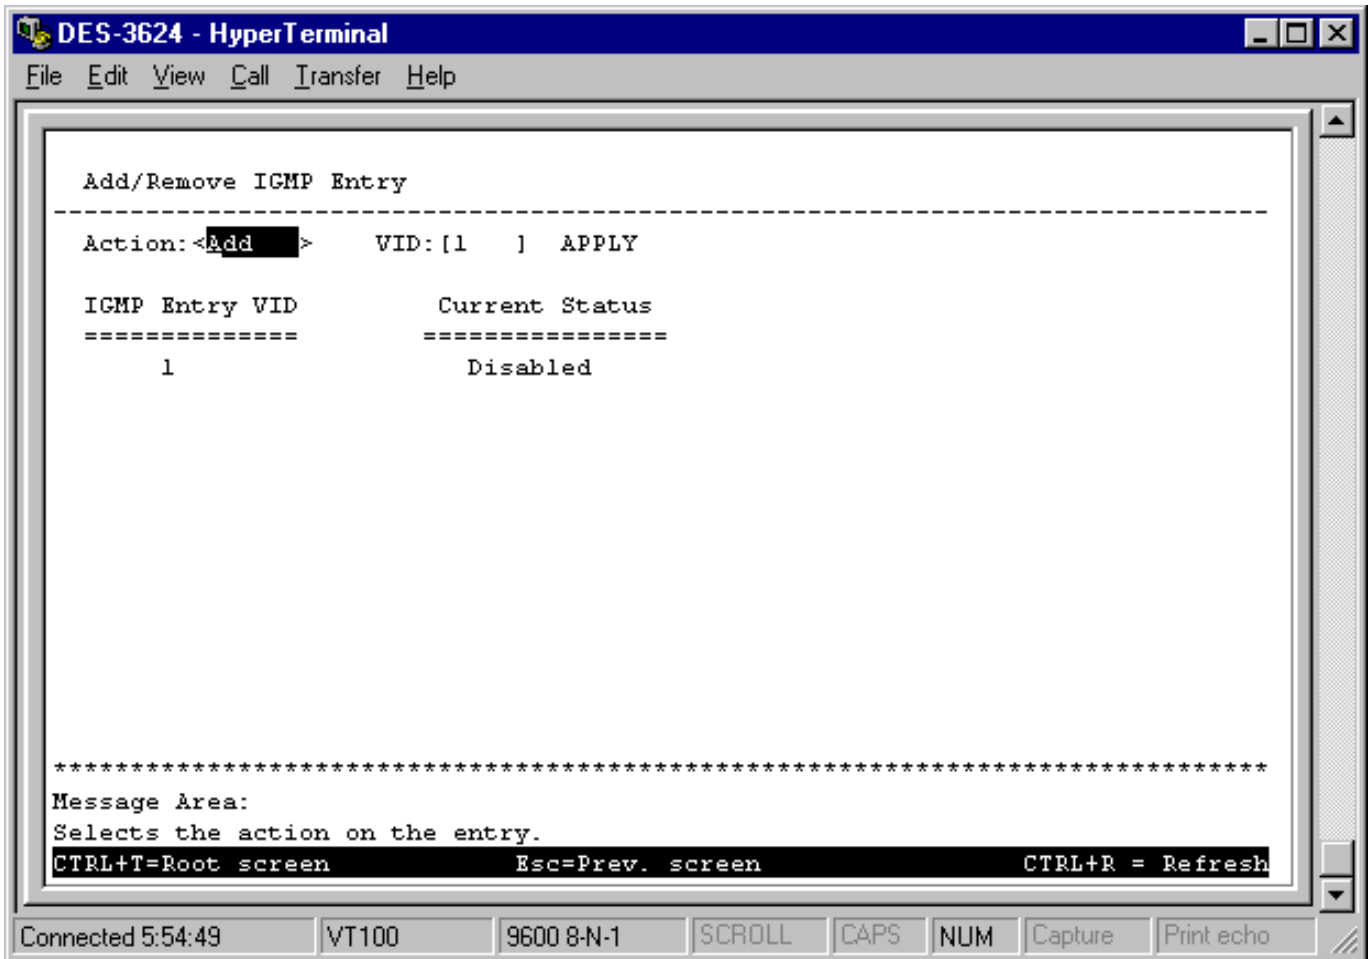 DES-3624 - HyperTerminal
File Edit View Call Transfer Help
Add/Remove IGMP Entry
--------------------------------------------------------------------------------
Action:<Add   >    VID:[1   ]  APPLY
IGMP Entry VID         Current Status
==============        ================
1                   Disabled
********************************************************************************
Message Area:
Selects the action on the entry.
CTRL+T=Root screen            Esc=Prev. screen                 CTRL+R = Refresh
Connected 5:54:49 VT100 9600 8-N-1 SCROLL CAPS NUM Capture Print echo